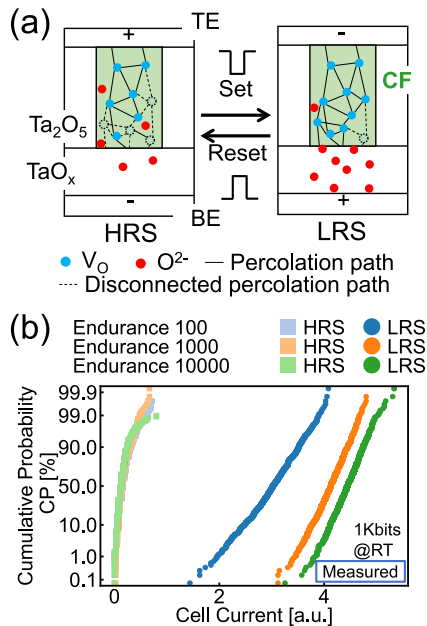 (a)
TE
+
-
Set
CF
Ta₂O₅
Reset
TaOₓ
-
+
BE
HRS
LRS
V_O O²⁻ — Percolation path
---- Disconnected percolation path
(b)
Endurance 100 HRS LRS
Endurance 1000 HRS LRS
Endurance 10000 HRS LRS
Cumulative Probability
CP [%]
99.9
99.0
90.0
50.0
10.0
1.0
0.1
1Kbits
@RT
Measured
0 2 4
Cell Current [a.u.]